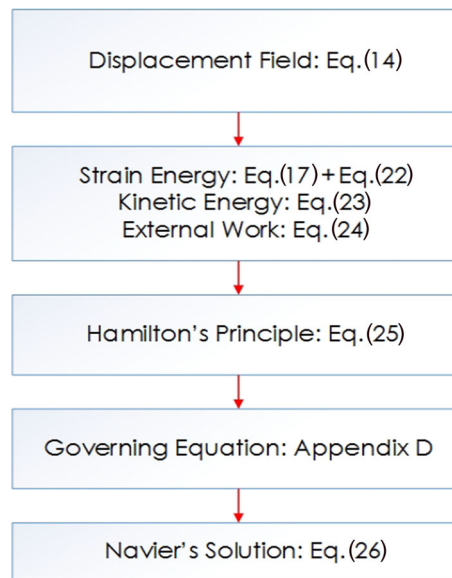 Displacement Field: Eq.(14)
Strain Energy: Eq.(17)+Eq.(22)
Kinetic Energy: Eq.(23)
External Work: Eq.(24)
Hamilton's Principle: Eq.(25)
Governing Equation: Appendix D
Navier's Solution: Eq.(26)